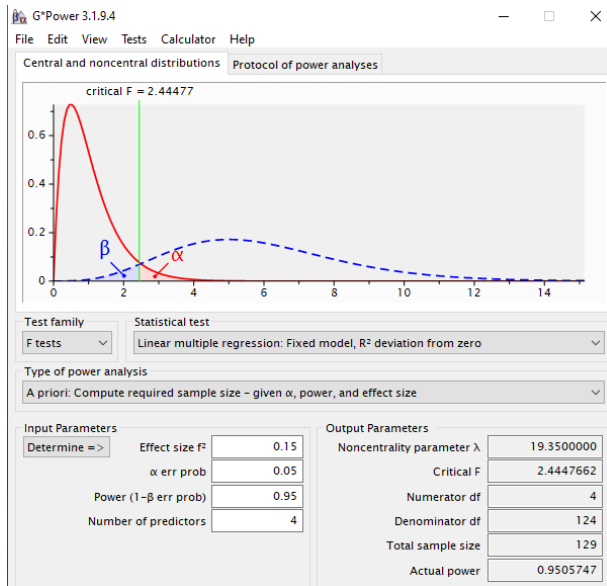 G*Power 3.1.9.4
File Edit View Tests Calculator Help
Central and noncentral distributions Protocol of power analyses
critical F = 2.44477
0.6
0.4
0.2
0
β
α
0 2 4 6 8 10 12 14
Test family Statistical test
F tests Linear multiple regression: Fixed model, R² deviation from zero
Type of power analysis
A priori: Compute required sample size – given α, power, and effect size
Input Parameters Output Parameters
Determine => Effect size f² 0.15 Noncentrality parameter λ 19.3500000
α err prob 0.05 Critical F 2.4447662
Power (1-β err prob) 0.95 Numerator df 4
Number of predictors 4 Denominator df 124
Total sample size 129
Actual power 0.9505747